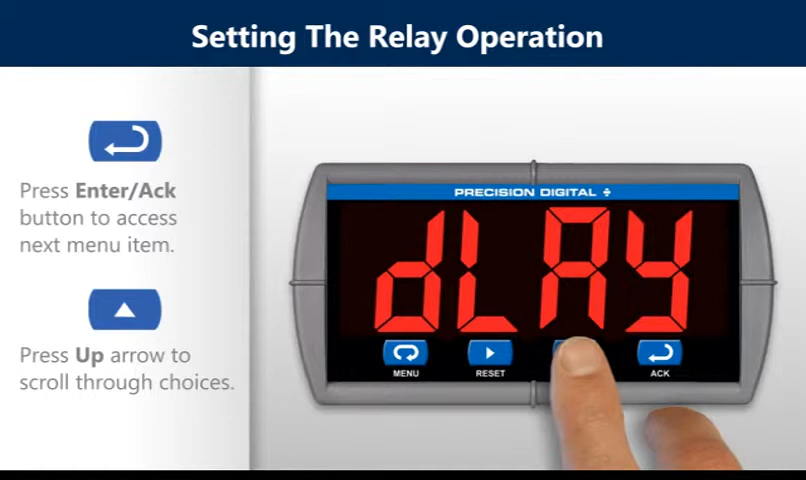 Setting The Relay Operation
Press Enter/Ack
button to access
next menu item.
Press Up arrow to
scroll through choices.
PRECISION DIGITAL
dLAY
MENU
RESET
ACK